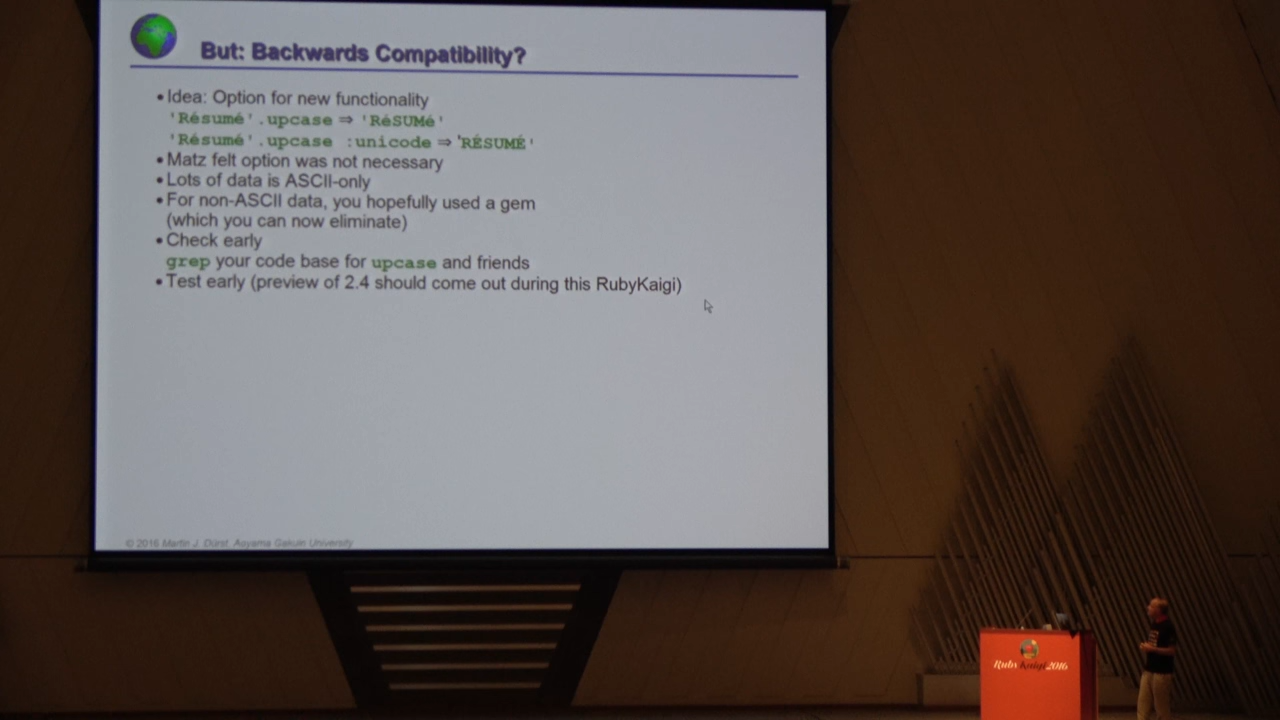 But: Backwards Compatibility?
• Idea: Option for new functionality
'Résumé'.upcase ⇒ 'RéSUMé'
'Résumé'.upcase :unicode ⇒ 'RÉSUMÉ'
• Matz felt option was not necessary
• Lots of data is ASCII-only
• For non-ASCII data, you hopefully used a gem
(which you can now eliminate)
• Check early
grep your code base for upcase and friends
• Test early (preview of 2.4 should come out during this RubyKaigi)
© 2016 Martin J. Dürst, Aoyama Gakuin University
RubyKaigi 2016